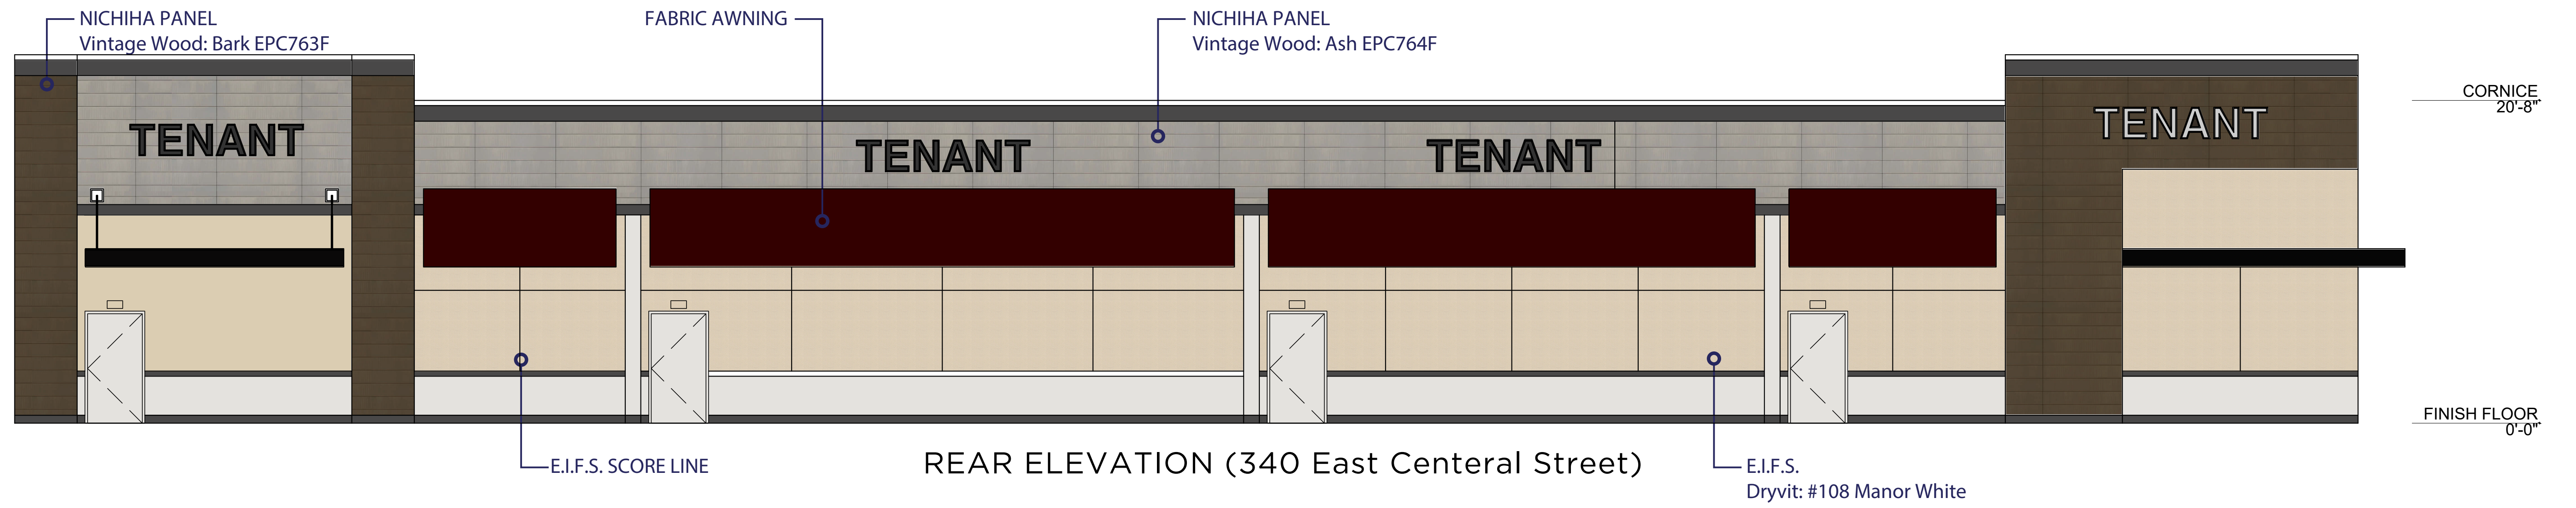 NICHIHA PANEL
Vintage Wood: Bark EPC763F
FABRIC AWNING
NICHIHA PANEL
Vintage Wood: Ash EPC764F
CORNICE
20'-8"
TENANT
TENANT
TENANT
TENANT
FINISH FLOOR
0'-0"
E.I.F.S. SCORE LINE
REAR ELEVATION (340 East Centeral Street)
E.I.F.S.
Dryvit: #108 Manor White